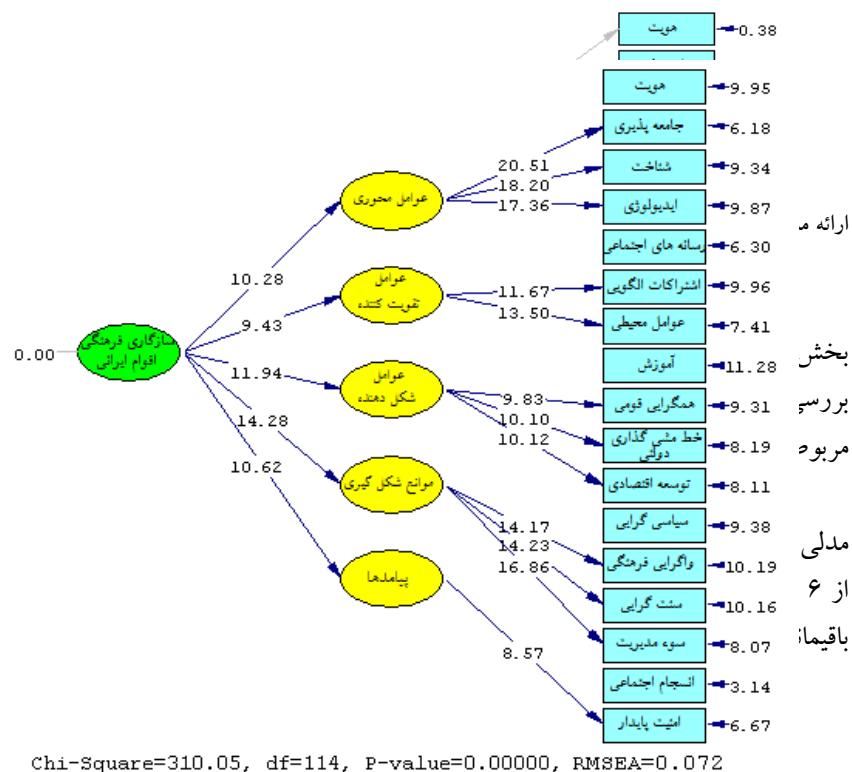 هویت
0.38
هویت
9.95
جامعه پذیری
6.18
20.51
شناخت
9.34
18.20
عوامل محوری
17.36
ایدیولوژی
9.87
ارائه م
رسانه های اجتماعی
6.30
10.28
عوامل
تقویت کننده
11.67
اشتراکات الگویی
9.96
9.43
13.50
عوامل محیطی
7.41
0.00
سازگاری فرهنگی
اقوام ایرانی
آموزش
11.28
بخش
11.94
عوامل
شکل دهنده
9.83
همگرایی قومی
9.31
بررسی
10.10
14.28
10.12
خط مشی گذاری
دولتی
8.19
مربوط
10.62
توسعه اقتصادی
8.11
موانع شکل گیری
سیاسی گرایی
9.38
مدلی
14.17
14.23
واگرایی فرهنگی
10.19
16.86
از ۶
پیامدها
سنت گرایی
10.16
سوء مدیریت
8.07
باقیمان
8.57
انسجام اجتماعی
3.14
امنیت پایدار
6.67
Chi-Square=310.05, df=114, P-value=0.00000, RMSEA=0.072